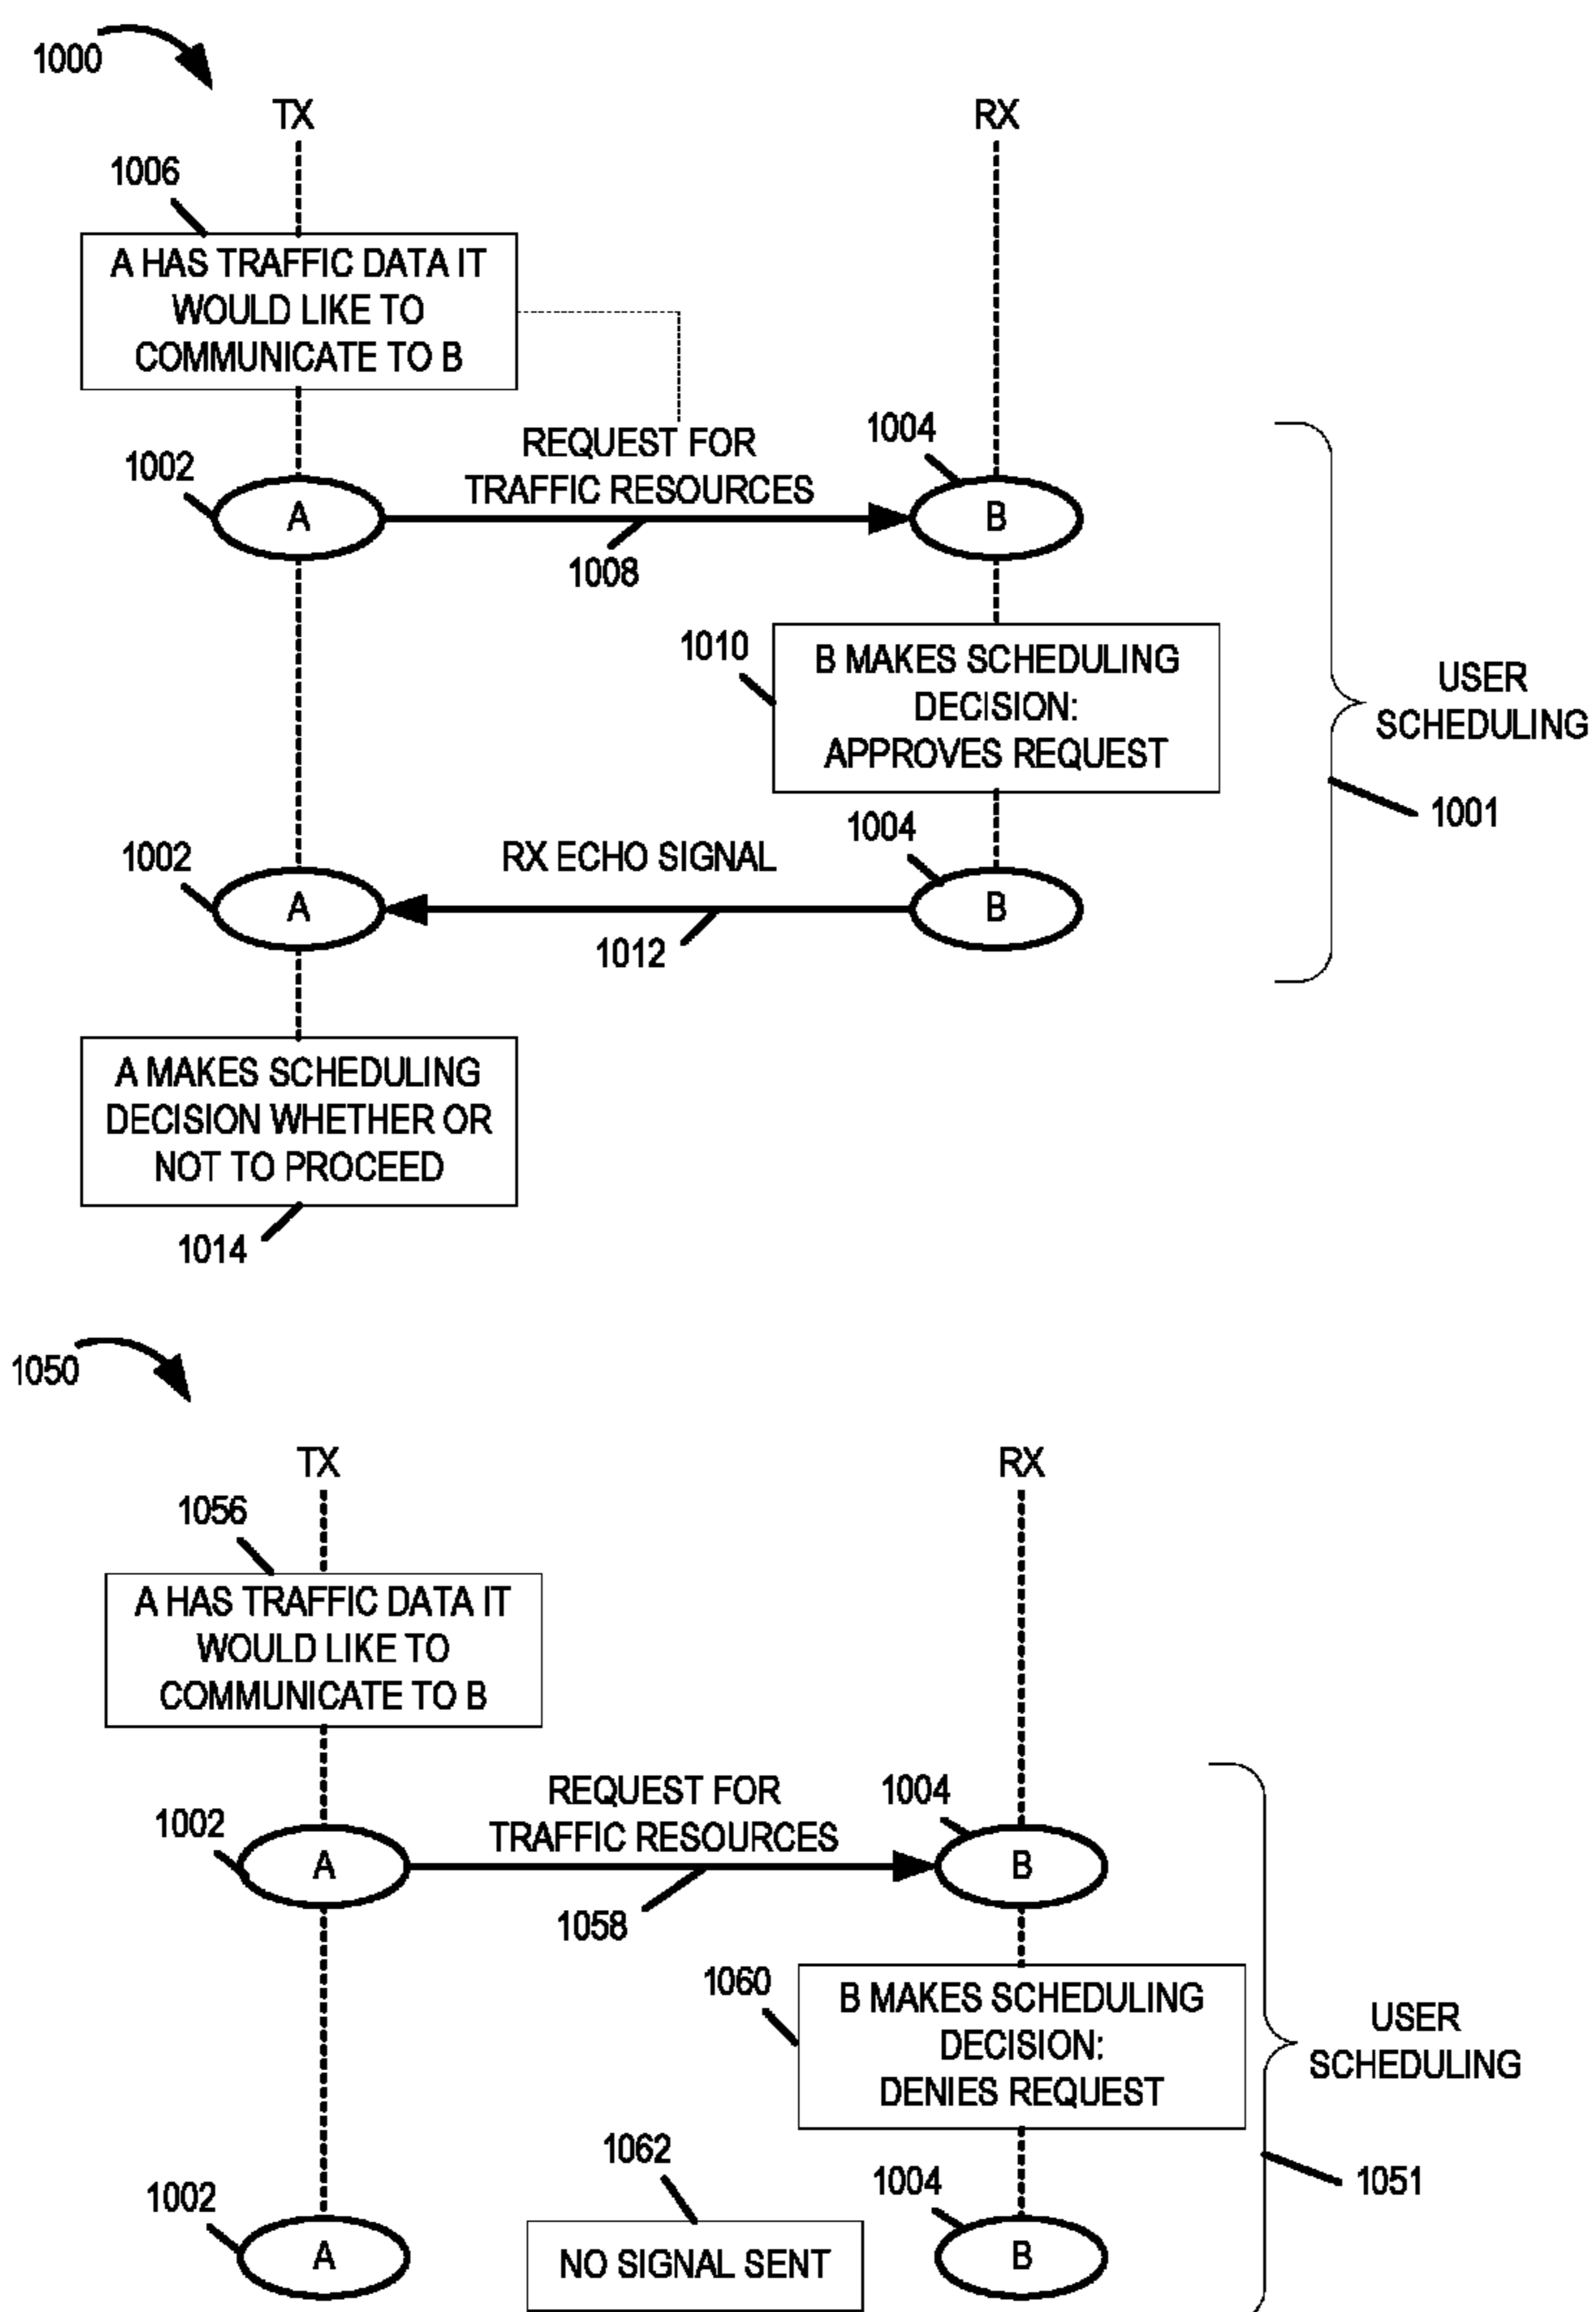 1000
TX
RX
1006
A HAS TRAFFIC DATA IT
WOULD LIKE TO
COMMUNICATE TO B
REQUEST FOR
TRAFFIC RESOURCES
1004
1002
A
B
1008
1010
B MAKES SCHEDULING
DECISION:
APPROVES REQUEST
USER
SCHEDULING
1001
1004
1002
RX ECHO SIGNAL
A
B
1012
A MAKES SCHEDULING
DECISION WHETHER OR
NOT TO PROCEED
1014
1050
TX
RX
1056
A HAS TRAFFIC DATA IT
WOULD LIKE TO
COMMUNICATE TO B
REQUEST FOR
TRAFFIC RESOURCES
1004
1002
A
B
1058
1060
B MAKES SCHEDULING
DECISION:
DENIES REQUEST
USER
SCHEDULING
1062
1004
1051
1002
A
NO SIGNAL SENT
B